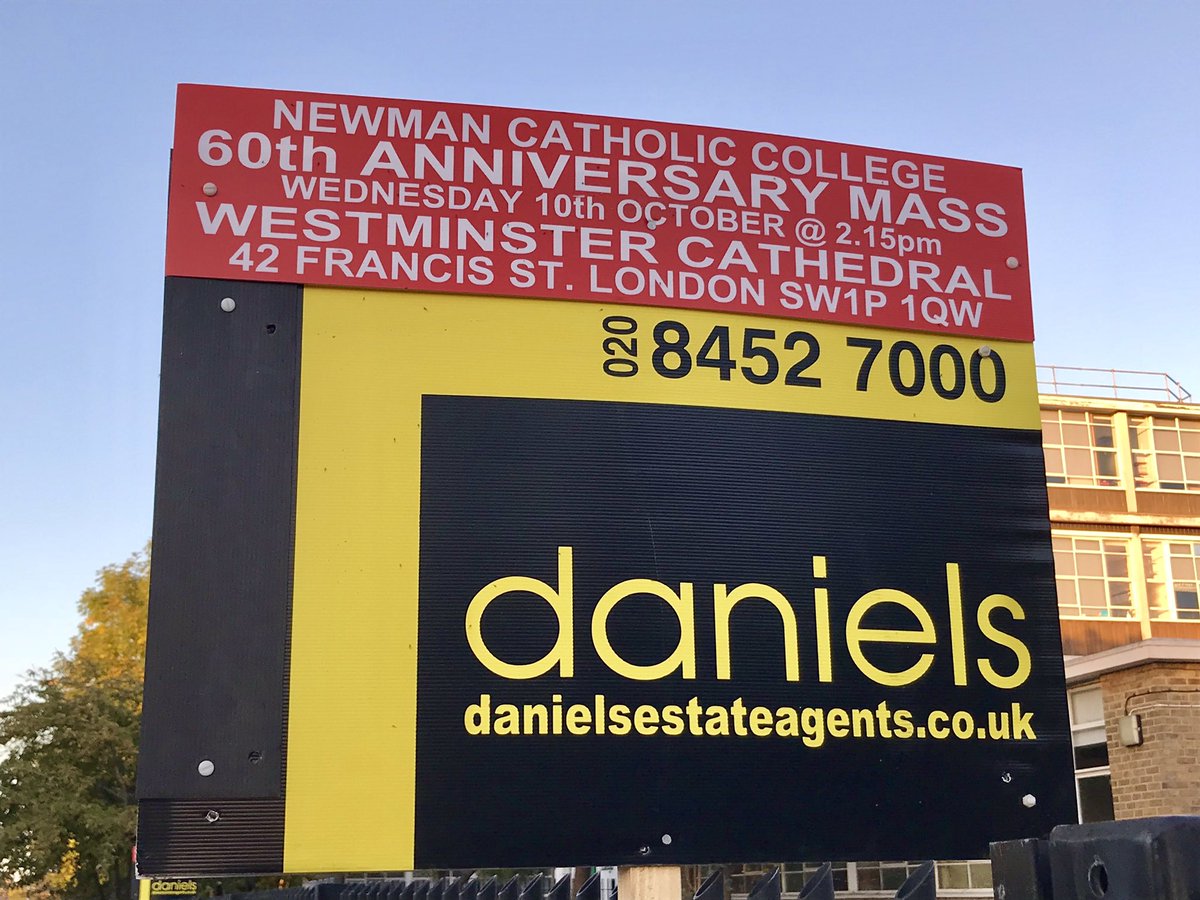 NEWMAN CATHOLIC COLLEGE
60th ANNIVERSARY MASS
WEDNESDAY 10th OCTOBER @ 2.15pm
WESTMINSTER CATHEDRAL
42 FRANCIS ST. LONDON SW1P 1QW
020 8452 7000
daniels
danielsestateagents.co.uk
daniels